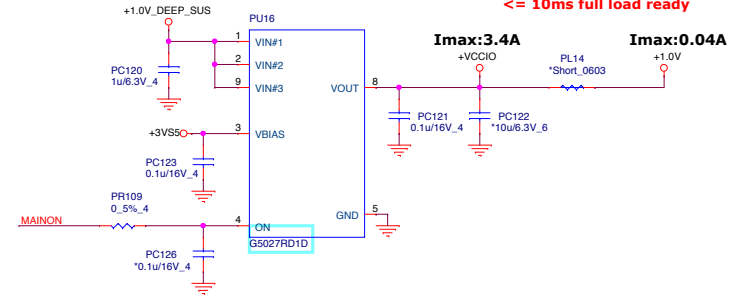 <= 10ms full load ready
+1.0V_DEEP_SUS
PU16
Imax:3.4A
Imax:0.04A
+VCCIO
PL14
*Short_0603
+1.0V
1
VIN#1
2
VIN#2
9
VIN#3
PC120
1u/6.3V_4
VOUT
8
PC121
0.1u/16V_4
PC122
*10u/6.3V_6
+3VS5
3
VBIAS
PC123
0.1u/16V_4
PR109
0_5%_4
MAINON
4
ON
GND
5
G5027RD1D
PC126
*0.1u/16V_4